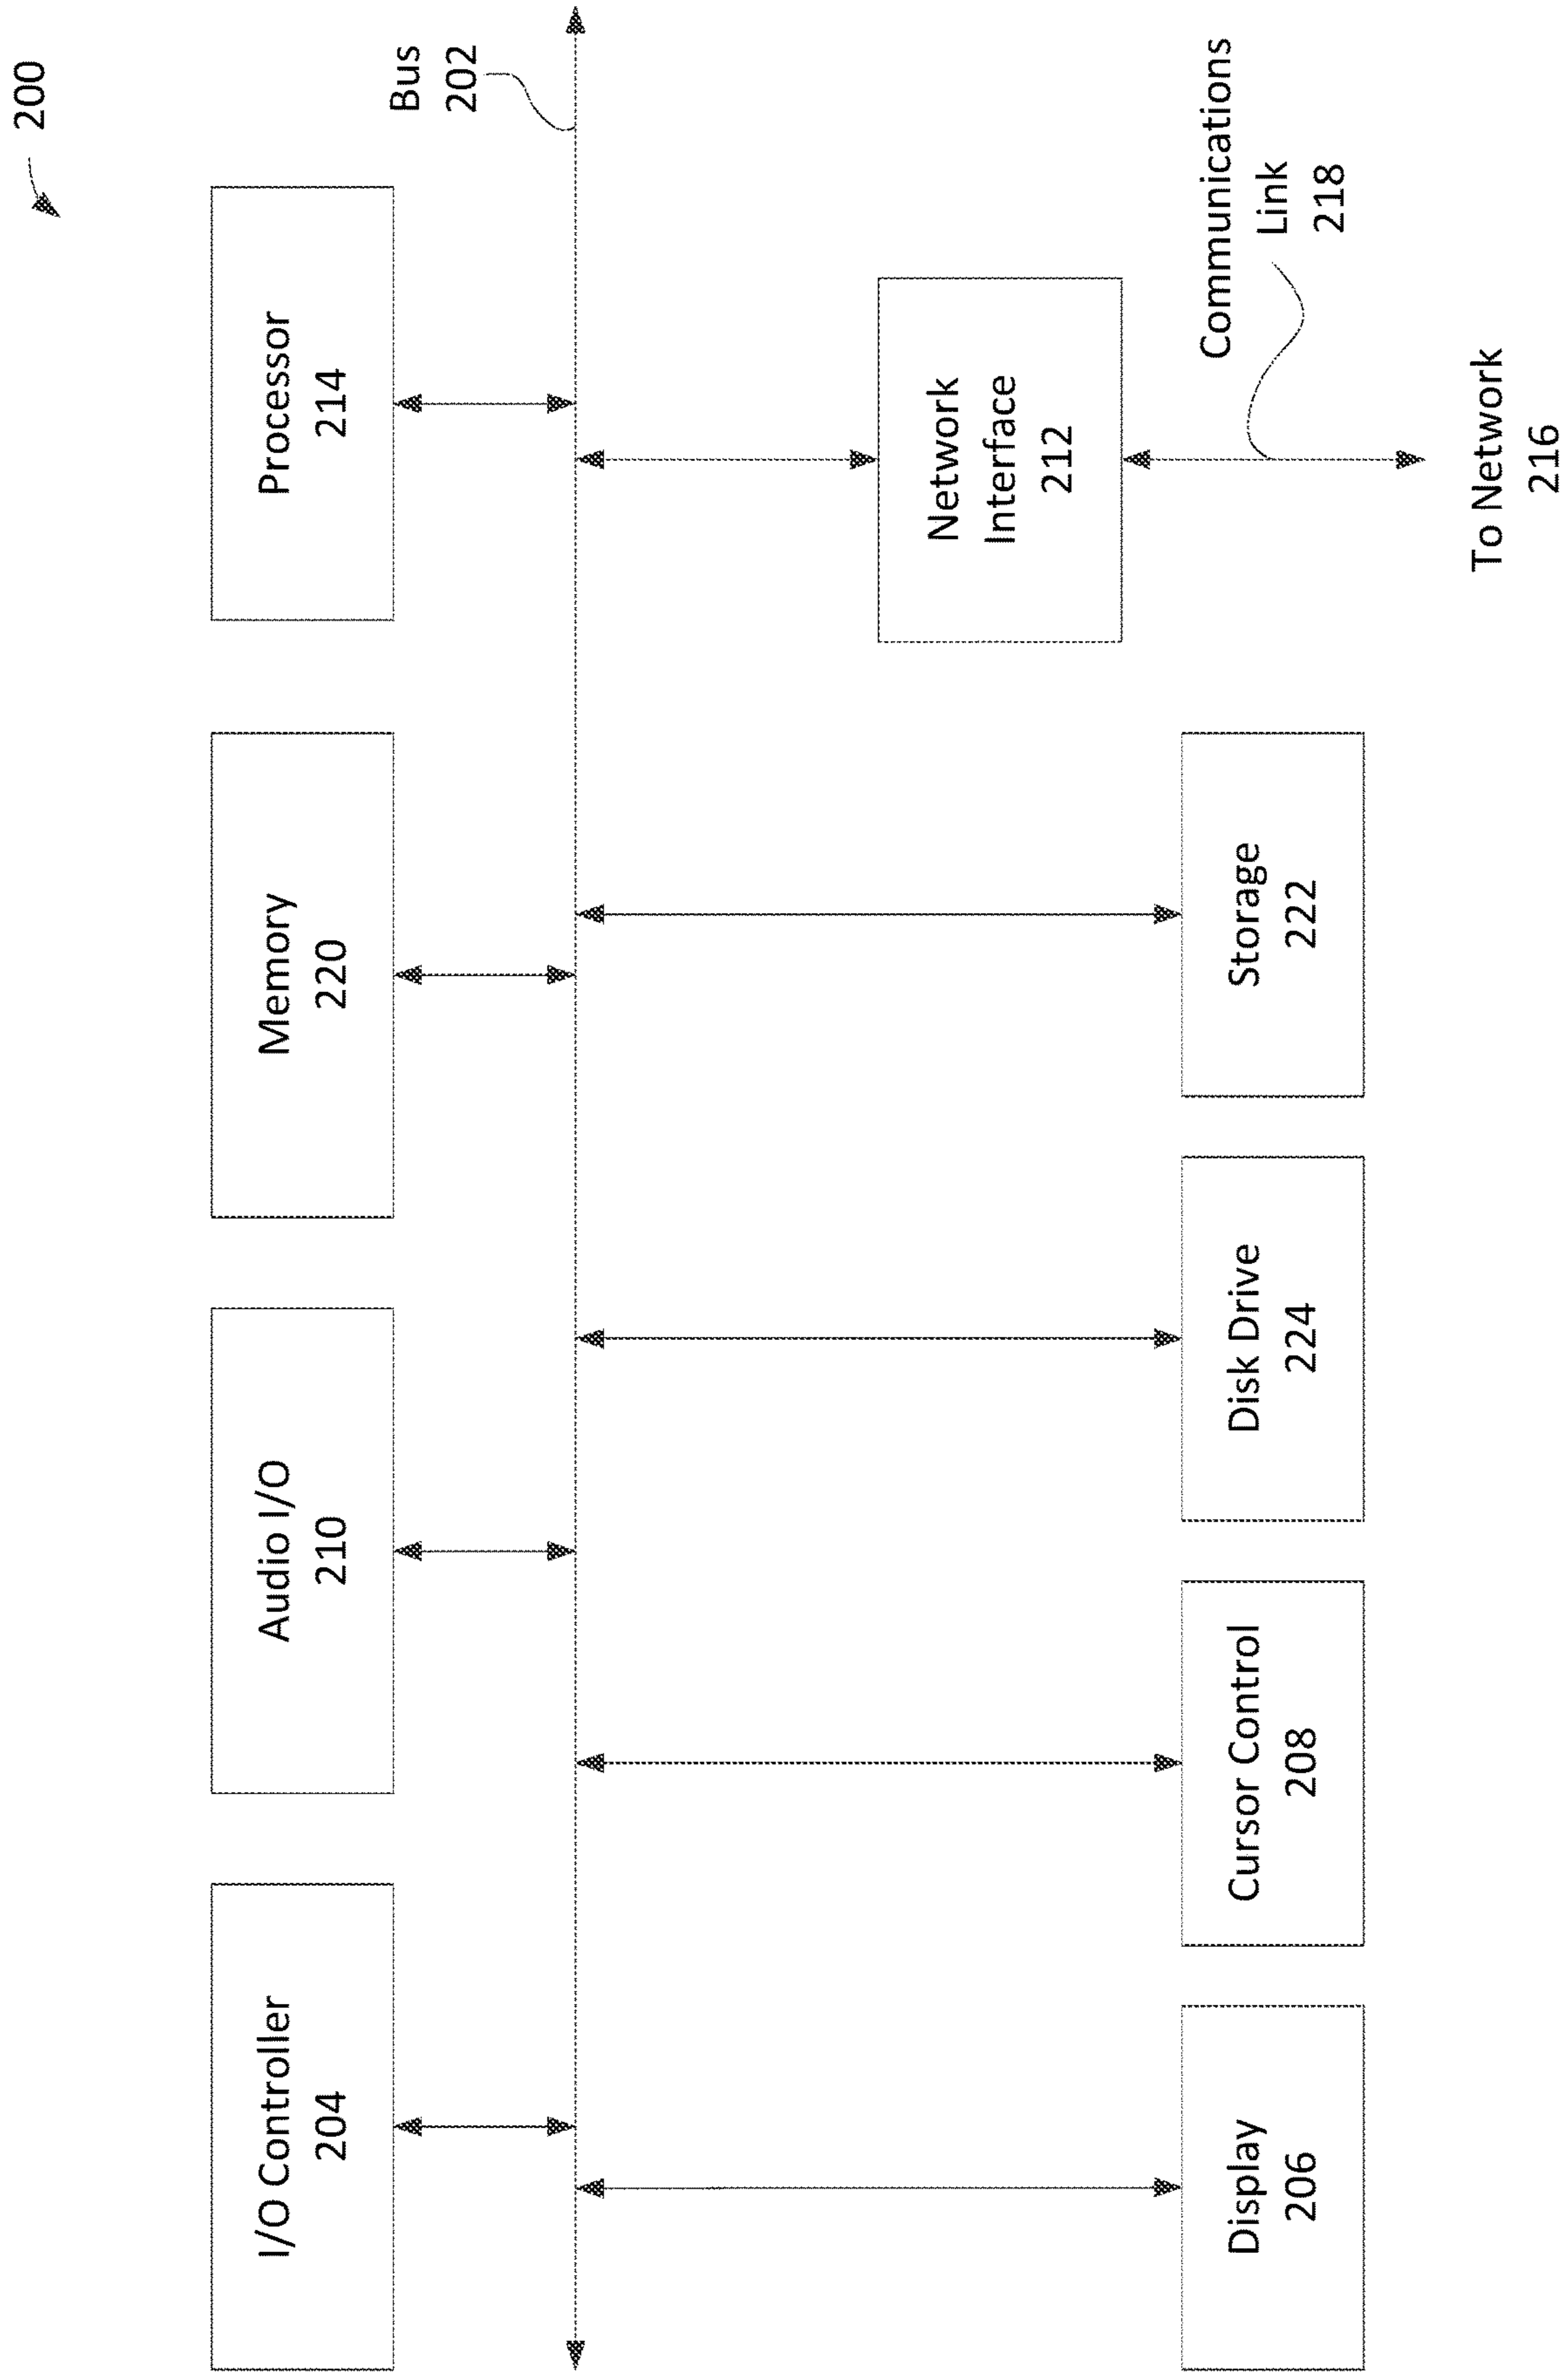 200
I/O Controller
204
Audio I/O
210
Memory
220
Processor
214
Bus
202
Network
Interface
212
Communications
Link
218
Display
206
Cursor Control
208
Disk Drive
224
Storage
222
To Network
216